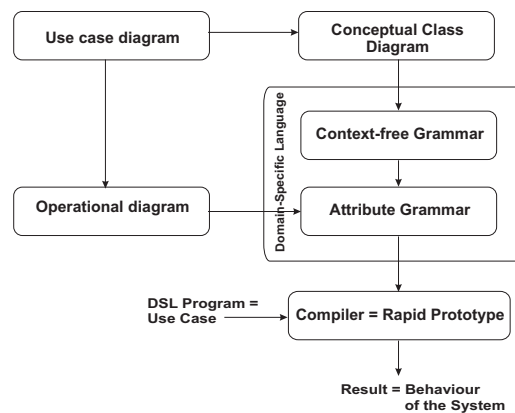 Use case diagram
Conceptual Class
Diagram
Domain-Specific Language
Context-free Grammar
Operational diagram
Attribute Grammar
DSL Program =
Use Case
Compiler = Rapid Prototype
Result = Behaviour
of the System